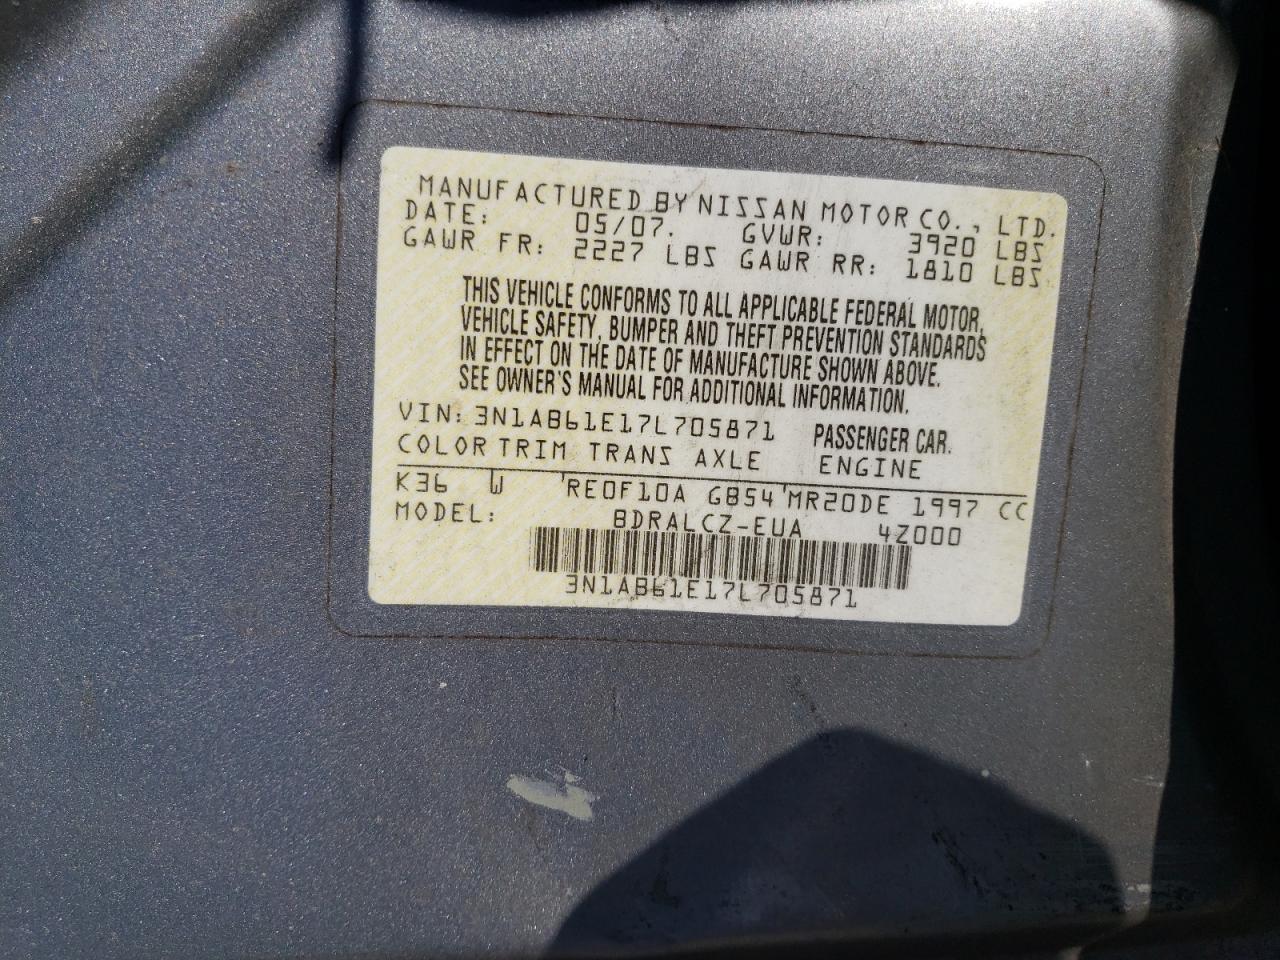 MANUFACTURED BY NISSAN MOTOR CO., LTD.
DATE: 05/07. GVWR: 3920 LBS
GAWR FR: 2227 LBS GAWR RR: 1810 LBS
THIS VEHICLE CONFORMS TO ALL APPLICABLE FEDERAL MOTOR,
VEHICLE SAFETY, BUMPER AND THEFT PREVENTION STANDARDS
IN EFFECT ON THE DATE OF MANUFACTURE SHOWN ABOVE.
SEE OWNER'S MANUAL FOR ADDITIONAL INFORMATION.
VIN: 3N1AB61E17L705871 PASSENGER CAR.
COLOR TRIM TRANS AXLE ENGINE
K36 W 'RE0F10A GB54 'MR20DE 1997 CC
MODEL: BDRALCZ-EUA 4Z000
3N1AB61E17L705871